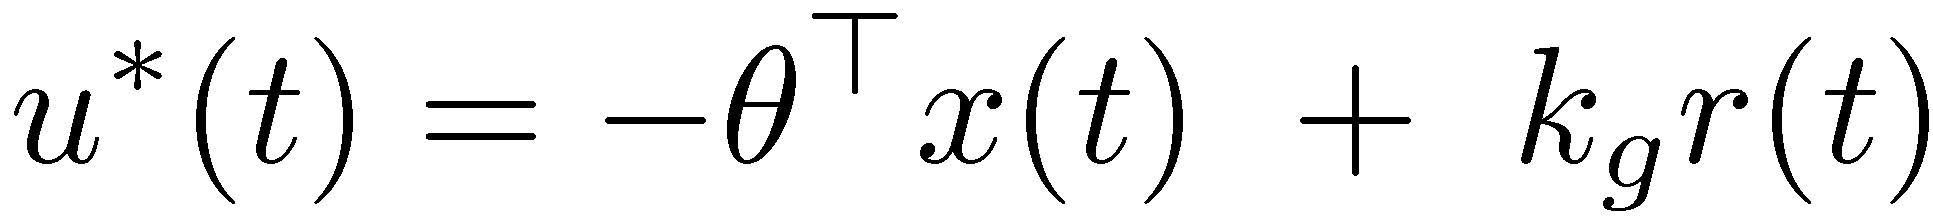 u*(t) = −θ^⊤ x(t) + k_g r(t)